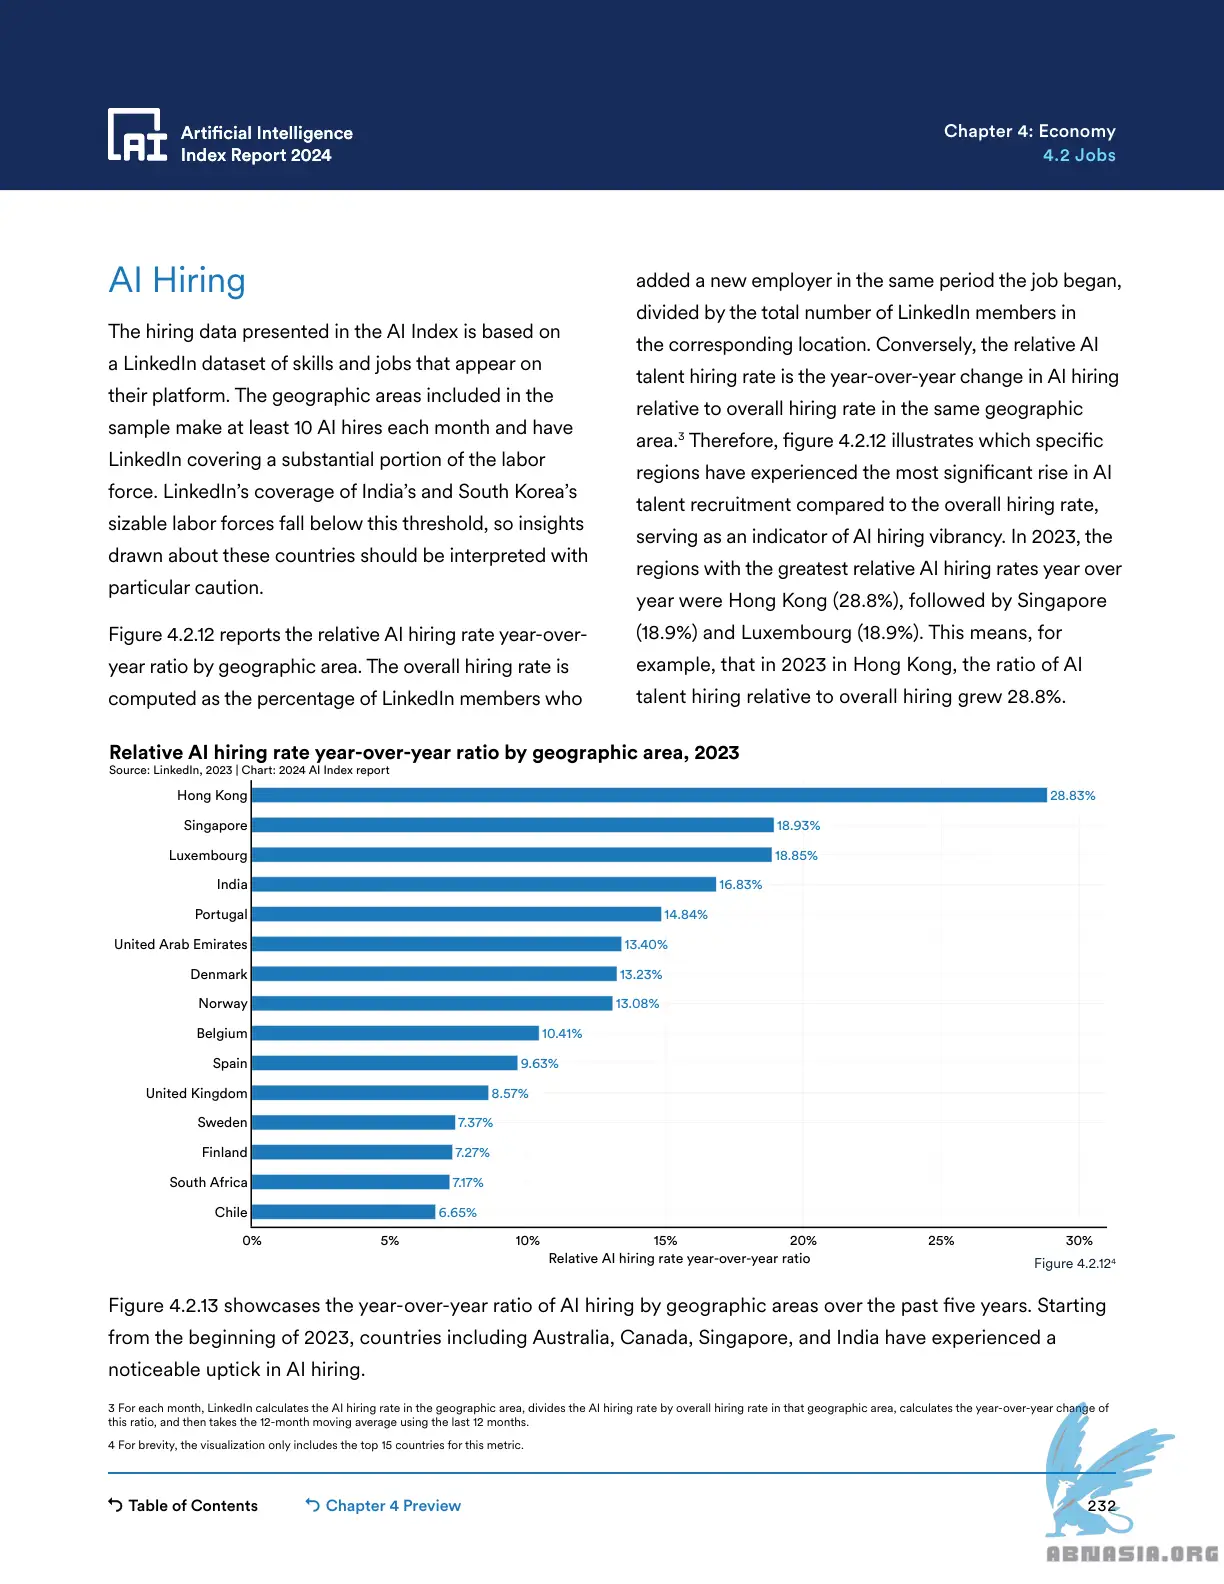 Artificial Intelligence
Index Report 2024
Chapter 4: Economy
4.2 Jobs
AI Hiring
The hiring data presented in the AI Index is based on
a LinkedIn dataset of skills and jobs that appear on
their platform. The geographic areas included in the
sample make at least 10 AI hires each month and have
LinkedIn covering a substantial portion of the labor
force. LinkedIn’s coverage of India’s and South Korea’s
sizable labor forces fall below this threshold, so insights
drawn about these countries should be interpreted with
particular caution.
Figure 4.2.12 reports the relative AI hiring rate year-over-
year ratio by geographic area. The overall hiring rate is
computed as the percentage of LinkedIn members who
added a new employer in the same period the job began,
divided by the total number of LinkedIn members in
the corresponding location. Conversely, the relative AI
talent hiring rate is the year-over-year change in AI hiring
relative to overall hiring rate in the same geographic
area.³ Therefore, figure 4.2.12 illustrates which specific
regions have experienced the most significant rise in AI
talent recruitment compared to the overall hiring rate,
serving as an indicator of AI hiring vibrancy. In 2023, the
regions with the greatest relative AI hiring rates year over
year were Hong Kong (28.8%), followed by Singapore
(18.9%) and Luxembourg (18.9%). This means, for
example, that in 2023 in Hong Kong, the ratio of AI
talent hiring relative to overall hiring grew 28.8%.
Relative AI hiring rate year-over-year ratio by geographic area, 2023
Source: LinkedIn, 2023 | Chart: 2024 AI Index report
Hong Kong 28.83%
Singapore 18.93%
Luxembourg 18.85%
India 16.83%
Portugal 14.84%
United Arab Emirates 13.40%
Denmark 13.23%
Norway 13.08%
Belgium 10.41%
Spain 9.63%
United Kingdom 8.57%
Sweden 7.37%
Finland 7.27%
South Africa 7.17%
Chile 6.65%
0% 5% 10% 15% 20% 25% 30%
Relative AI hiring rate year-over-year ratio
Figure 4.2.12⁴
Figure 4.2.13 showcases the year-over-year ratio of AI hiring by geographic areas over the past five years. Starting
from the beginning of 2023, countries including Australia, Canada, Singapore, and India have experienced a
noticeable uptick in AI hiring.
3 For each month, LinkedIn calculates the AI hiring rate in the geographic area, divides the AI hiring rate by overall hiring rate in that geographic area, calculates the year-over-year change of
this ratio, and then takes the 12-month moving average using the last 12 months.
4 For brevity, the visualization only includes the top 15 countries for this metric.
Table of Contents
Chapter 4 Preview
232
ABNASIA.ORG